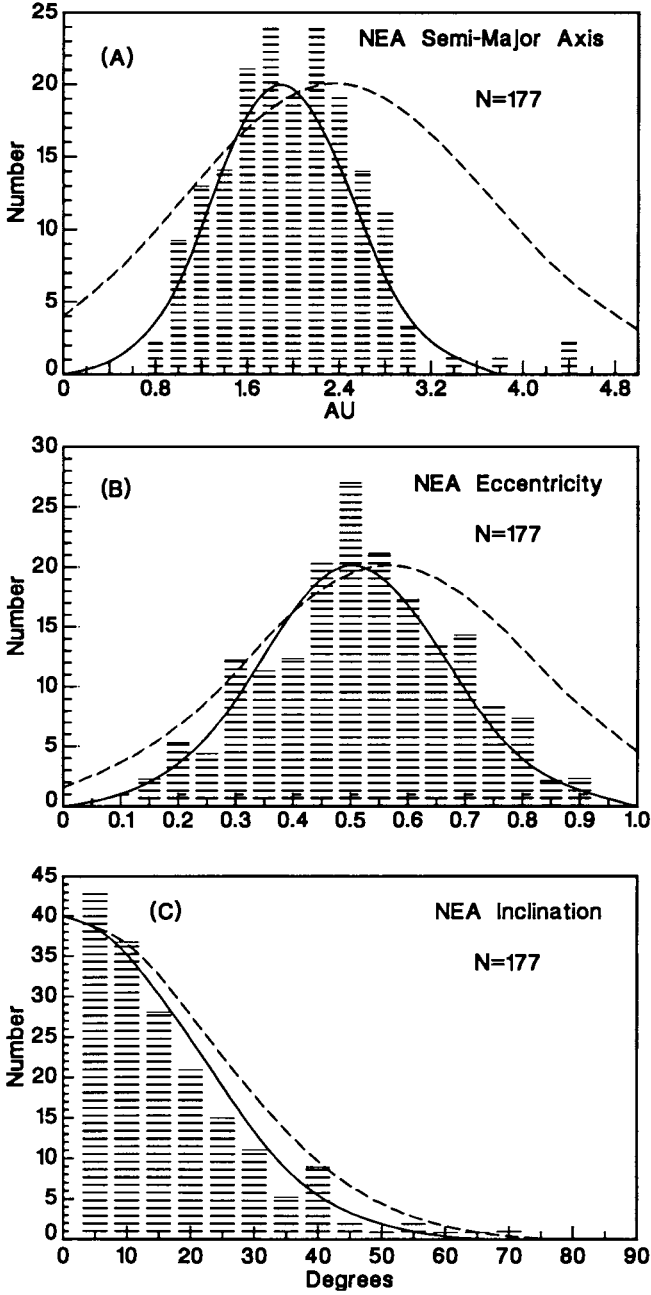 25
20
15
10
5
0
Number
(A)
NEA Semi-Major Axis
N=177
0 0.8 1.6 2.4 3.2 4.0 4.8
AU
30
25
20
15
10
5
0
Number
(B)
NEA Eccentricity
N=177
0 0.1 0.2 0.3 0.4 0.5 0.6 0.7 0.8 0.9 1.0
45
40
35
30
25
20
15
10
5
0
Number
(C)
NEA Inclination
N=177
0 10 20 30 40 50 60 70 80 90
Degrees